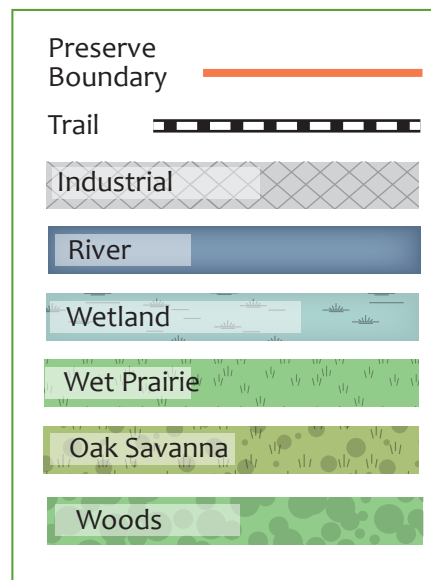 Preserve
Boundary
Trail
Industrial
River
Wetland
Wet Prairie
Oak Savanna
Woods